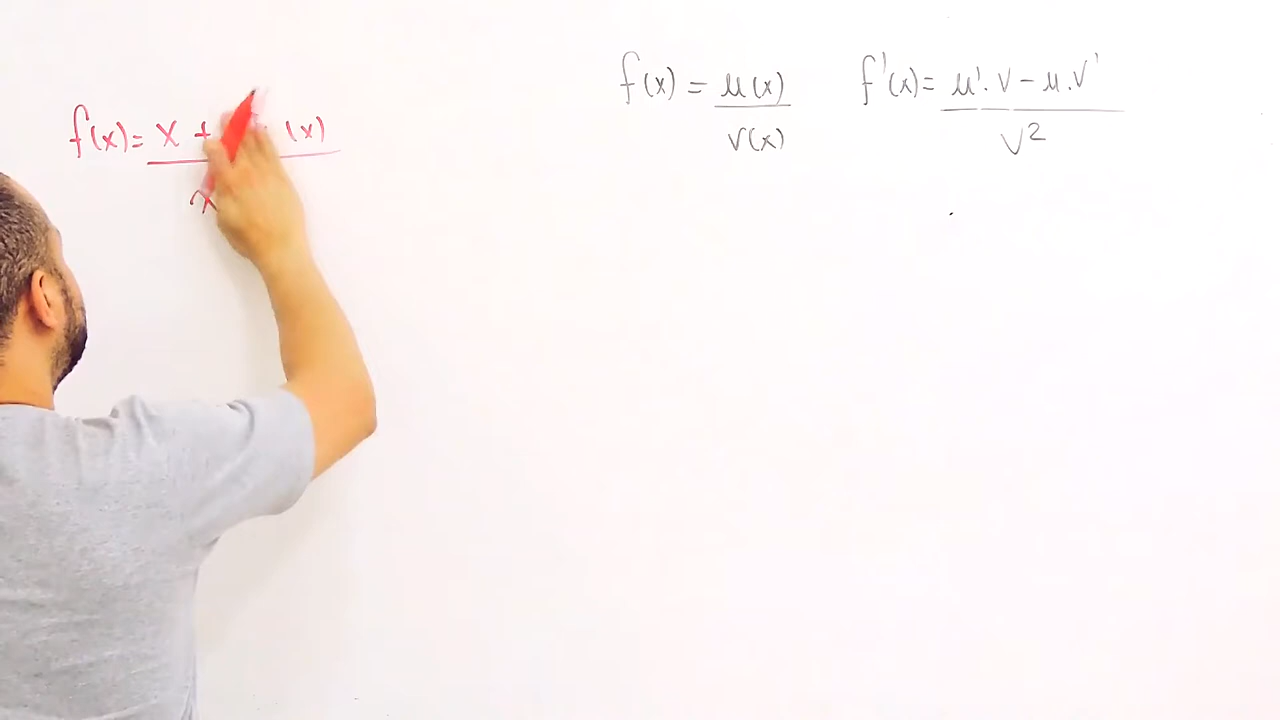 f(x) = x + (x)
x
f(x) = u(x) / v(x)
f'(x) = u'. v − u. v' / v²